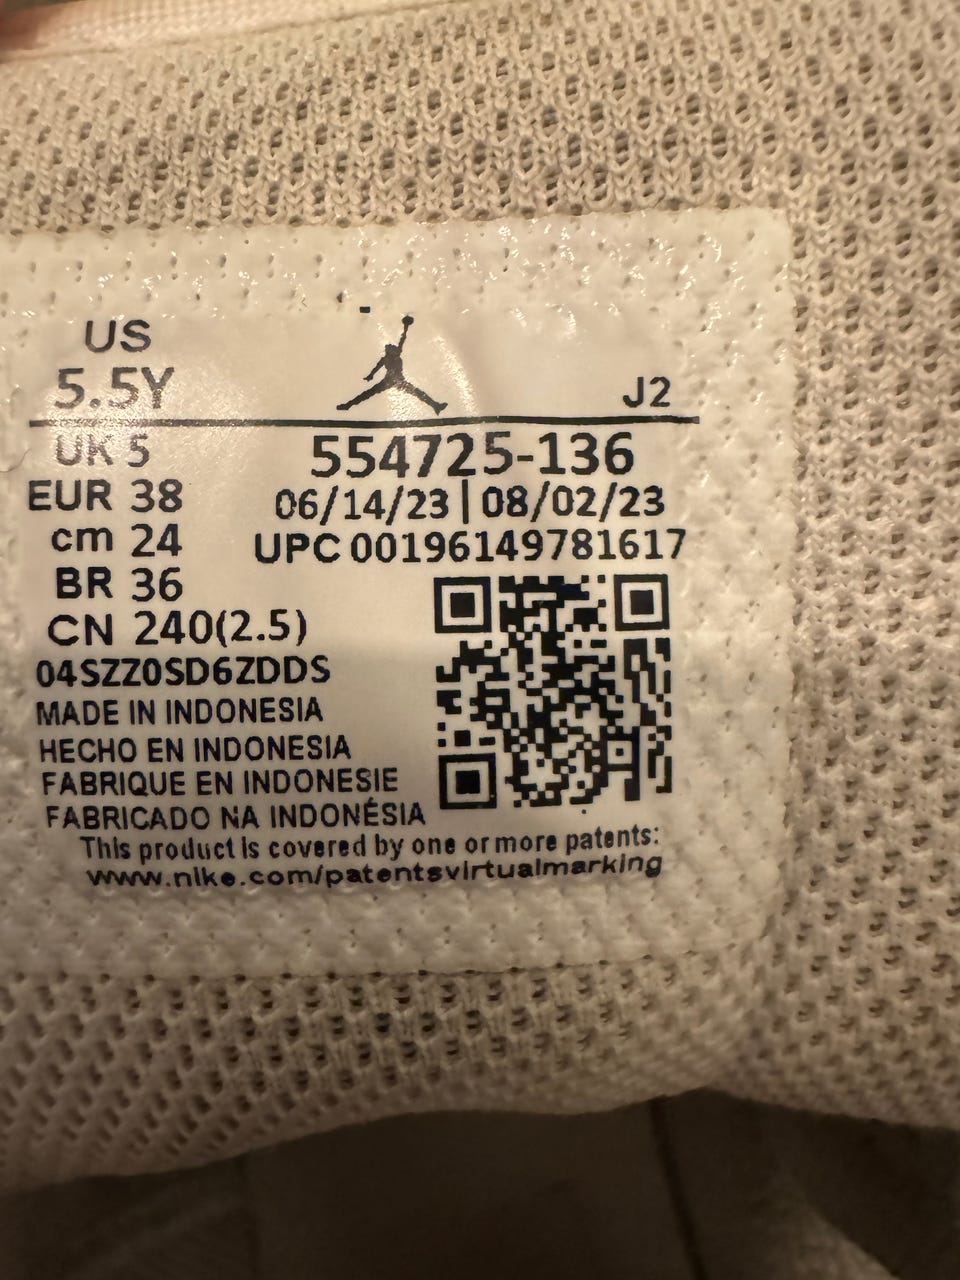 US
5.5Y
J2
UK 5
554725-136
EUR 38
06/14/23 | 08/02/23
cm 24
UPC 00196149781617
BR 36
CN 240(2.5)
04SZZ0SD6ZDDS
MADE IN INDONESIA
HECHO EN INDONESIA
FABRIQUE EN INDONESIE
FABRICADO NA INDONÉSIA
This product is covered by one or more patents:
www.nike.com/patentsvirtualmarking